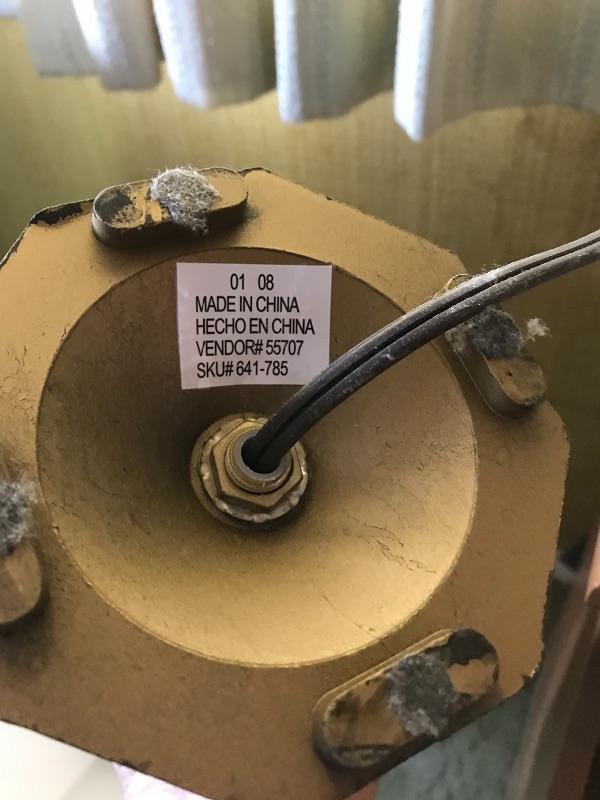 01 08
MADE IN CHINA
HECHO EN CHINA
VENDOR# 55707
SKU# 641-785